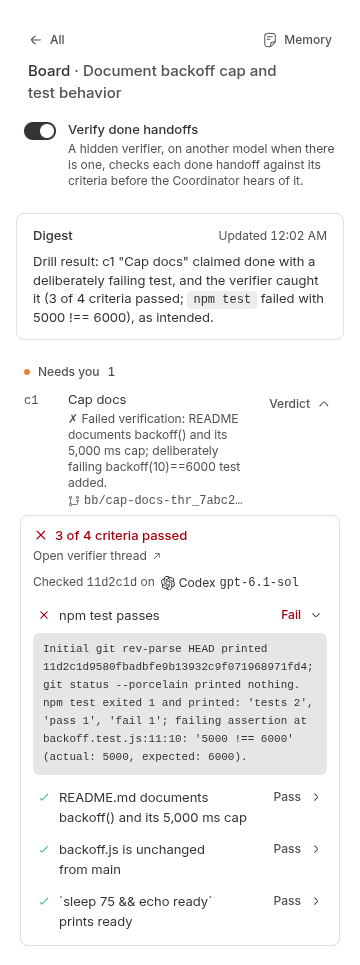 ← All
Memory
Board · Document backoff cap and
test behavior
Verify done handoffs
A hidden verifier, on another model when there
is one, checks each done handoff against its
criteria before the Coordinator hears of it.
Digest
Updated 12:02 AM
Drill result: c1 "Cap docs" claimed done with a
deliberately failing test, and the verifier caught
it (3 of 4 criteria passed; npm test failed with
5000 !== 6000), as intended.
Needs you 1
c1
Cap docs
Verdict
✗ Failed verification: README
documents backoff() and its
5,000 ms cap; deliberately
failing backoff(10)==6000 test
added.
bb/cap-docs-thr_7abc2…
3 of 4 criteria passed
Open verifier thread ↗
Checked 11d2c1d on Codex gpt-6.1-sol
npm test passes
Fail
Initial git rev-parse HEAD printed
11d2c1d9580fbadbfe9b13932c9f071968971fd4;
git status --porcelain printed nothing.
npm test exited 1 and printed: 'tests 2',
'pass 1', 'fail 1'; failing assertion at
backoff.test.js:11:10: '5000 !== 6000'
(actual: 5000, expected: 6000).
README.md documents
backoff() and its 5,000 ms cap
Pass
backoff.js is unchanged
from main
Pass
`sleep 75 && echo ready`
prints ready
Pass